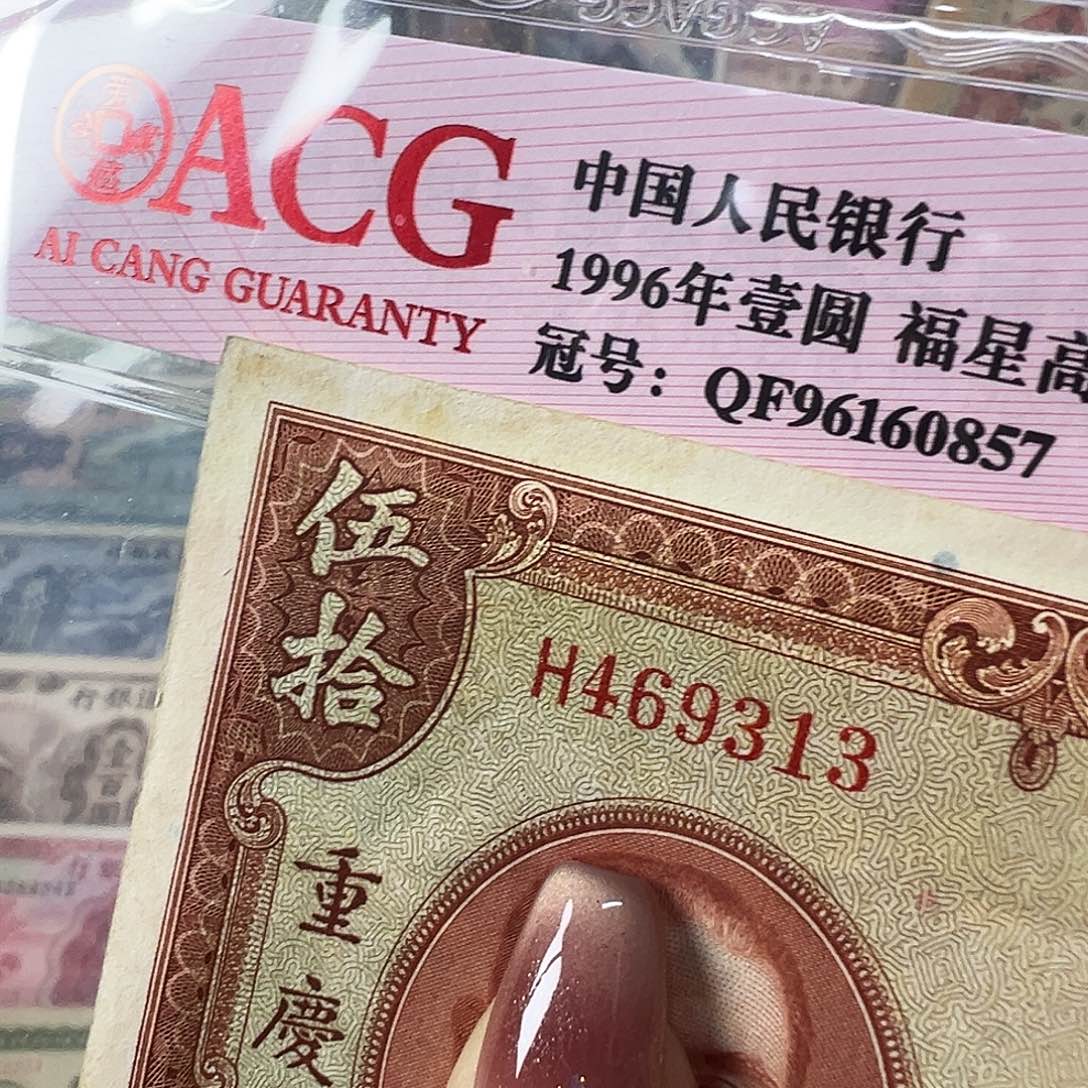 ACG
AI CANG GUARANTY
中国人民银行
1996年壹圆 福星高
冠号：QF96160857
伍拾
H469313
重慶